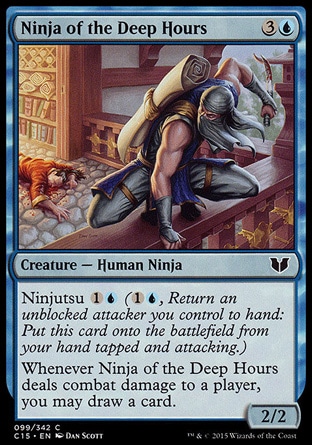 Ninja of the Deep Hours 3
Creature — Human Ninja
Ninjutsu 1 (1, Return an
unblocked attacker you control to hand:
Put this card onto the battlefield from
your hand tapped and attacking.)
Whenever Ninja of the Deep Hours
deals combat damage to a player,
you may draw a card.
2/2
099/342 C
C15 • EN Dan Scott
™ & © 2015 Wizards of the Coast